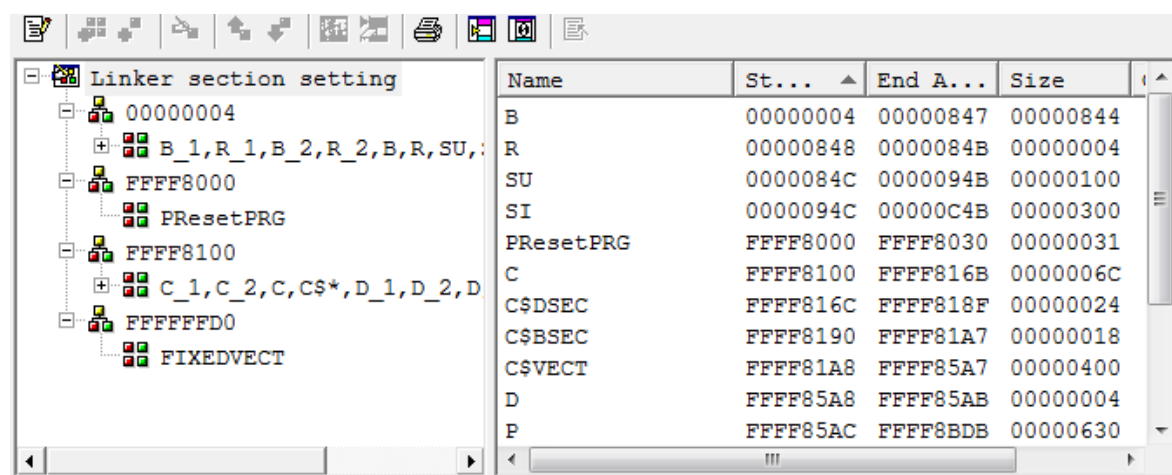 Linker section setting
00000004
B_1,R_1,B_2,R_2,B,R,SU,
FFFF8000
PResetPRG
FFFF8100
C_1,C_2,C,C$*,D_1,D_2,D
FFFFFFD0
FIXEDVECT
Name St... End A... Size
B 00000004 00000847 00000844
R 00000848 0000084B 00000004
SU 0000084C 0000094B 00000100
SI 0000094C 00000C4B 00000300
PResetPRG FFFF8000 FFFF8030 00000031
C FFFF8100 FFFF816B 0000006C
C$DSEC FFFF816C FFFF818F 00000024
C$BSEC FFFF8190 FFFF81A7 00000018
C$VECT FFFF81A8 FFFF85A7 00000400
D FFFF85A8 FFFF85AB 00000004
P FFFF85AC FFFF8BDB 00000630